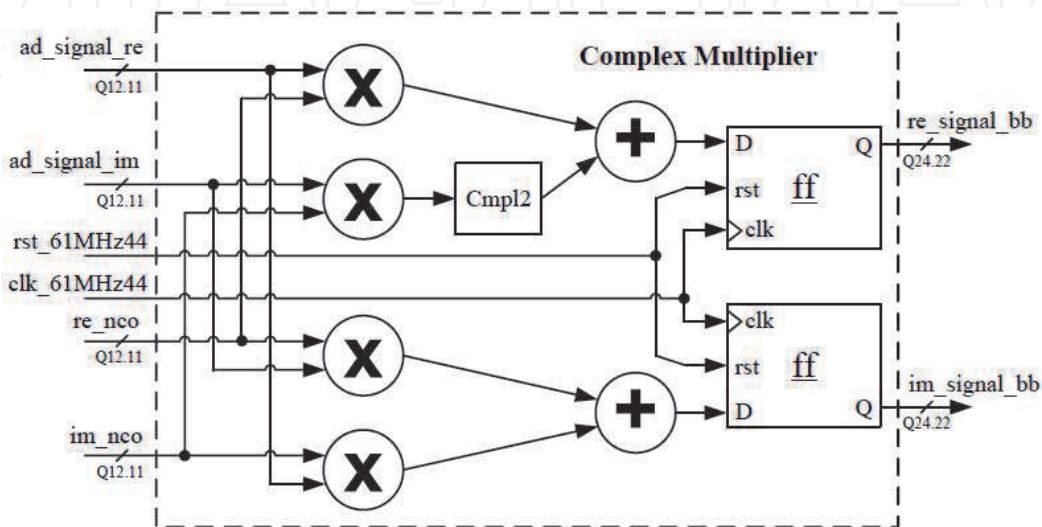 Complex Multiplier
ad_signal_re
Q12.11
X
ad_signal_im
Q12.11
X
Cmpl2
+
D
Q
rst
ff
clk
re_signal_bb
Q24.22
rst_61MHz44
clk_61MHz44
re_nco
Q12.11
X
im_nco
Q12.11
X
+
clk
rst
ff
D
Q
im_signal_bb
Q24.22